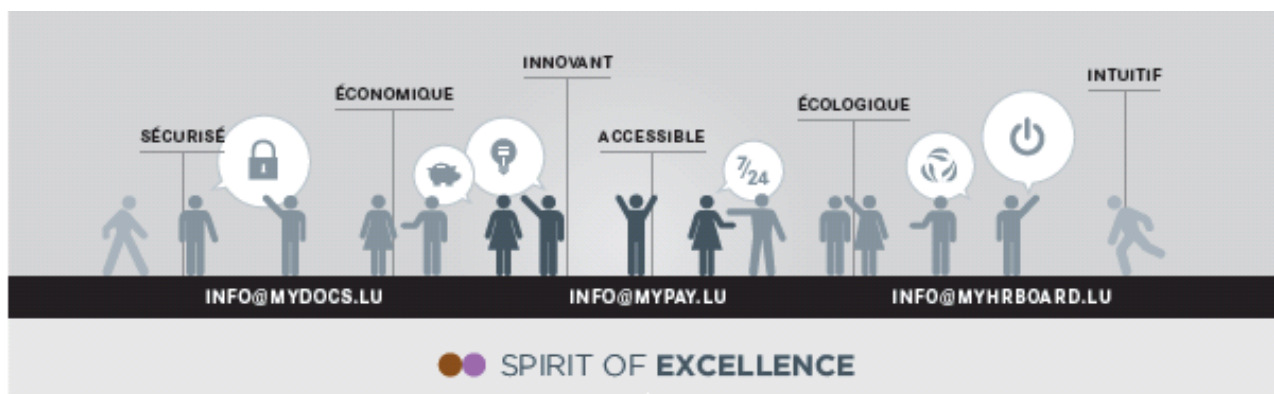 SÉCURISÉ
ÉCONOMIQUE
INNOVANT
ACCESSIBLE
7/24
ÉCOLOGIQUE
INTUITIF
INFO@MYDOCS.LU
INFO@MYPAY.LU
INFO@MYHRBOARD.LU
SPIRIT OF EXCELLENCE